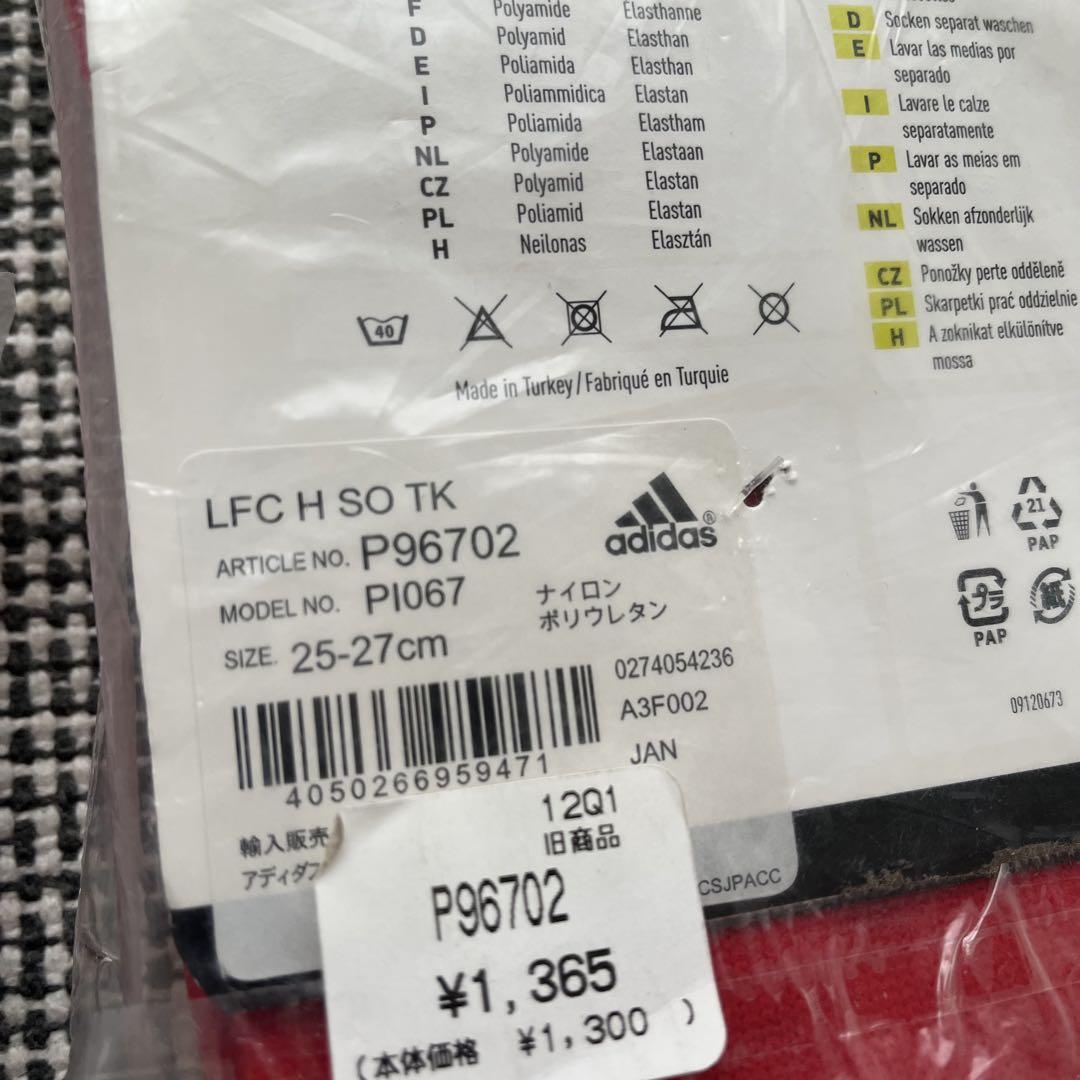 F Polyamide Élasthanne
D Polyamid Elasthan
E Poliamida Elasthan
I Poliammidica Elastan
P Poliamida Elastham
NL Polyamide Elastaan
CZ Polyamid Elastan
PL Poliamid Elastan
H Neilonas Elasztán
D Socken separat waschen
E Lavar las medias por
separado
I Lavare le calze
separatamente
P Lavar as meias em
separado
NL Sokken afzonderlijk
wassen
CZ Ponožky perte odděleně
PL Skarpetki prać oddzielnie
H A zoknikat elkülönítve
mossa
40
Made in Turkey/Fabriqué en Turquie
LFC H SO TK
adidas®
ARTICLE NO. P96702
MODEL NO. PI067
ナイロン
ポリウレタン
SIZE. 25-27cm
0274054236
A3F002
JAN
4050266959471
輸入販売
アディダス
CSJPACC
21
PAP
プラ
紙
PAP
09120673
12Q1
旧商品
P96702
¥1,365
(本体価格 ¥1,300 )